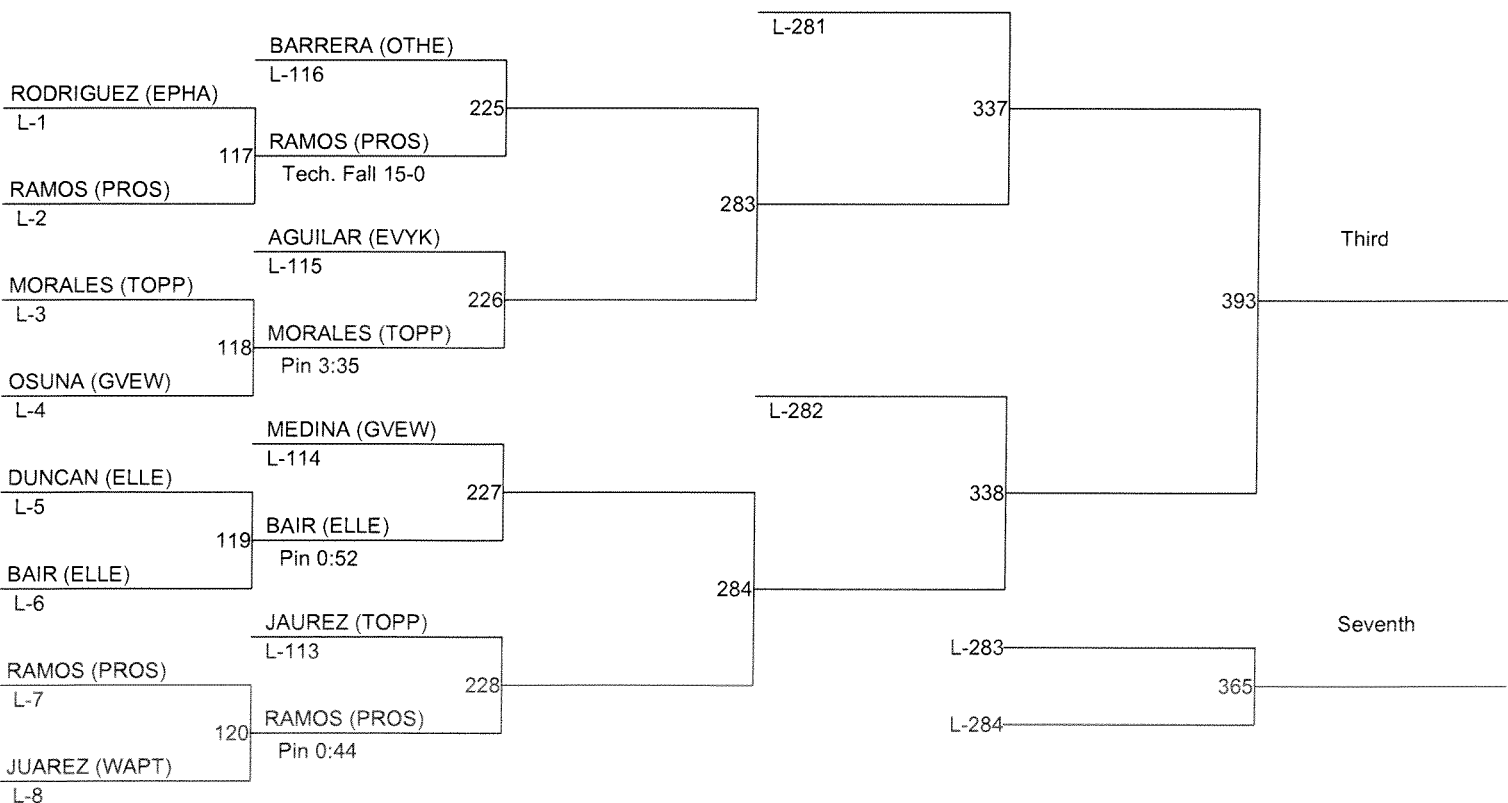 L-281
BARRERA (OTHE)
L-116
RODRIGUEZ (EPHA)
L-1
225
337
RAMOS (PROS)
117
Tech. Fall 15-0
RAMOS (PROS)
L-2
283
AGUILAR (EVYK)
L-115
Third
MORALES (TOPP)
L-3
226
393
MORALES (TOPP)
118
Pin 3:35
OSUNA (GVEW)
L-4
L-282
MEDINA (GVEW)
L-114
DUNCAN (ELLE)
L-5
227
338
BAIR (ELLE)
119
Pin 0:52
BAIR (ELLE)
L-6
284
JAUREZ (TOPP)
L-113
Seventh
L-283
RAMOS (PROS)
L-7
228
365
RAMOS (PROS)
L-284
120
Pin 0:44
JUAREZ (WAPT)
L-8